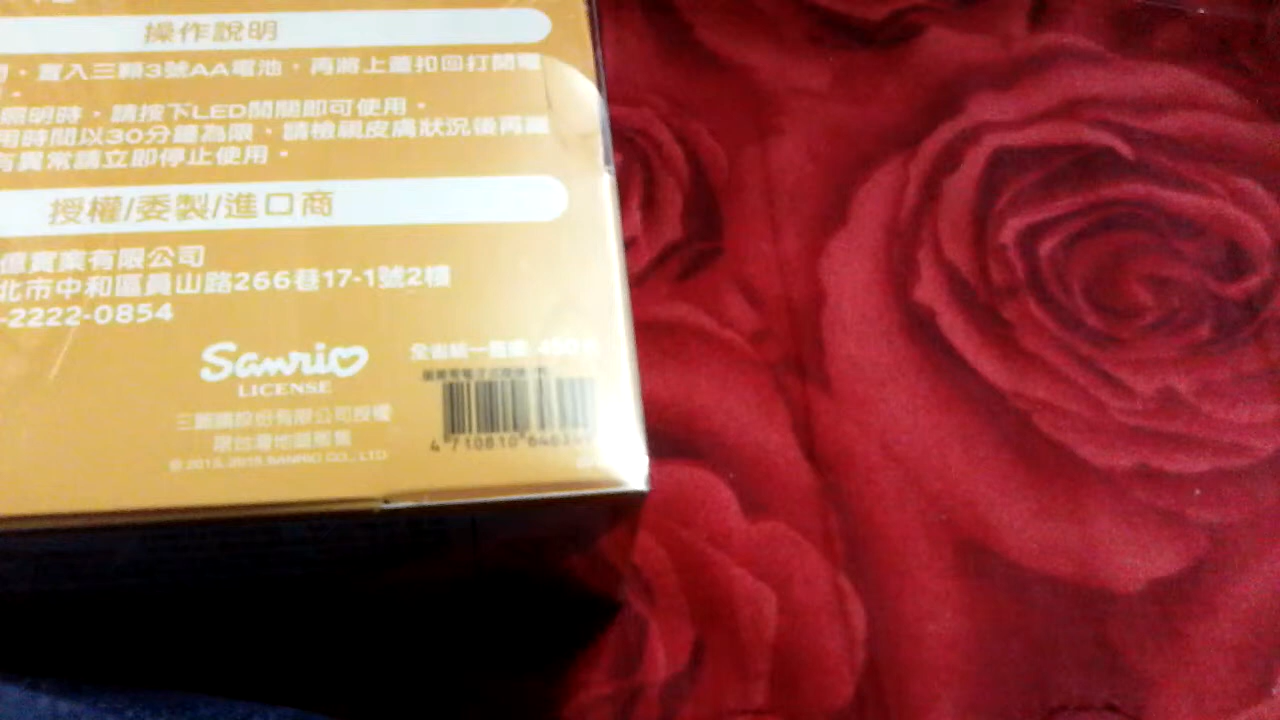 操作說明
置入三顆3號AA電池,再將上蓋扣回打開電
照明時,請按下LED開關即可使用。
用時間以30分鐘為限、請檢視皮膚狀況後再
有異常請立即停止使用。
授權/委製/進口商
億實業有限公司
北市中和區員山路266巷17-1號2樓
-2222-0854
Sanrio
LICENSE
全省統一
三麗鷗股份有限公司授權
限台灣地區販售
SANRIO CO., LTD
4 710810